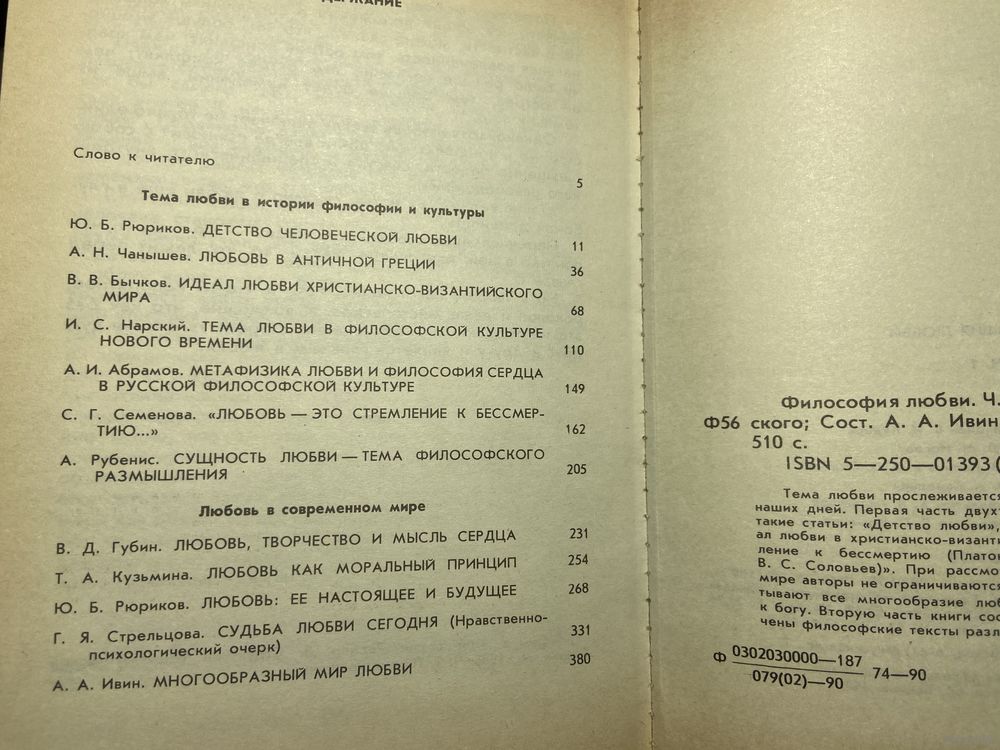 ДЕРЖАНИЕ
Слово к читателю
5
Тема любви в истории философии и культуры
Ю. Б. Рюриков. ДЕТСТВО ЧЕЛОВЕЧЕСКОЙ ЛЮБВИ 11
А. Н. Чанышев. ЛЮБОВЬ В АНТИЧНОЙ ГРЕЦИИ 36
В. В. Бычков. ИДЕАЛ ЛЮБВИ ХРИСТИАНСКО-ВИЗАНТИЙСКОГО
МИРА 68
И. С. Нарский. ТЕМА ЛЮБВИ В ФИЛОСОФСКОЙ КУЛЬТУРЕ
НОВОГО ВРЕМЕНИ 110
А. И. Абрамов. МЕТАФИЗИКА ЛЮБВИ И ФИЛОСОФИЯ СЕРДЦА
В РУССКОЙ ФИЛОСОФСКОЙ КУЛЬТУРЕ 149
С. Г. Семенова. «ЛЮБОВЬ — ЭТО СТРЕМЛЕНИЕ К БЕССМЕР-
ТИЮ...» 162
А. Рубенис. СУЩНОСТЬ ЛЮБВИ — ТЕМА ФИЛОСОФСКОГО
РАЗМЫШЛЕНИЯ 205
Любовь в современном мире
В. Д. Губин. ЛЮБОВЬ, ТВОРЧЕСТВО И МЫСЛЬ СЕРДЦА 231
Т. А. Кузьмина. ЛЮБОВЬ КАК МОРАЛЬНЫЙ ПРИНЦИП 254
Ю. Б. Рюриков. ЛЮБОВЬ: ЕЕ НАСТОЯЩЕЕ И БУДУЩЕЕ 268
Г. Я. Стрельцова. СУДЬБА ЛЮБВИ СЕГОДНЯ (Нравственно-
психологический очерк) 331
А. А. Ивин. МНОГООБРАЗНЫЙ МИР ЛЮБВИ 380
Философия любви. Ч.
Ф56 ского; Сост. А. А. Ивин
510 с.
ISBN 5—250—01393 (
Тема любви прослеживается
наших дней. Первая часть двух
такие статьи: «Детство любви»,
ал любви в христианско-византи
ление к бессмертию (Платон
В. С. Соловьев)». При рассмо
мире авторы не ограничиваются
тывают все многообразие люб
к богу. Вторую часть книги сос
чены философские тексты разл
Ф 0302030000—187
079(02)—90 74—90